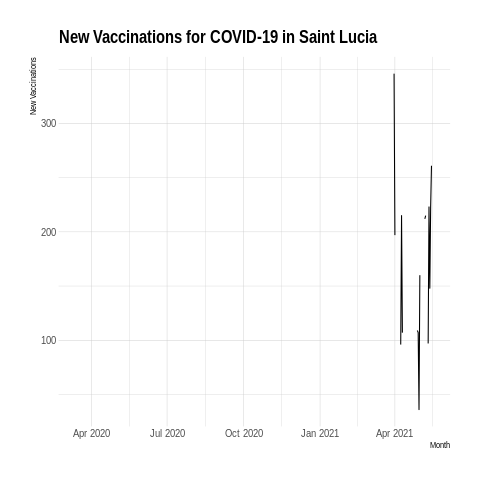 New Vaccinations for COVID-19 in Saint Lucia
New Vaccinations
300
200
100
Apr 2020 Jul 2020 Oct 2020 Jan 2021 Apr 2021
Month